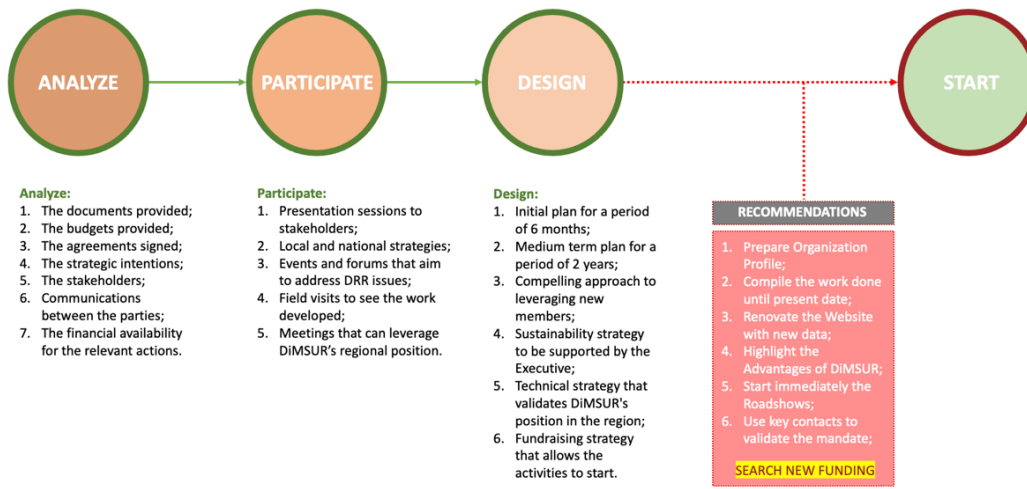 ANALYZE
PARTICIPATE
DESIGN
START
Analyze:
1. The documents provided;
2. The budgets provided;
3. The agreements signed;
4. The strategic intentions;
5. The stakeholders;
6. Communications
between the parties;
7. The financial availability
for the relevant actions.
Participate:
1. Presentation sessions to
stakeholders;
2. Local and national strategies;
3. Events and forums that aim
to address DRR issues;
4. Field visits to see the work
developed;
5. Meetings that can leverage
DiMSUR’s regional position.
Design:
1. Initial plan for a period
of 6 months;
2. Medium term plan for a
period of 2 years;
3. Compelling approach to
leveraging new
members;
4. Sustainability strategy
to be supported by the
Executive;
5. Technical strategy that
validates DiMSUR's
position in the region;
6. Fundraising strategy
that allows the
activities to start.
RECOMMENDATIONS
1. Prepare Organization
Profile;
2. Compile the work done
until present date;
3. Renovate the Website
with new data;
4. Highlight the
Advantages of DiMSUR;
5. Start immediately the
Roadshows;
6. Use key contacts to
validate the mandate;
SEARCH NEW FUNDING